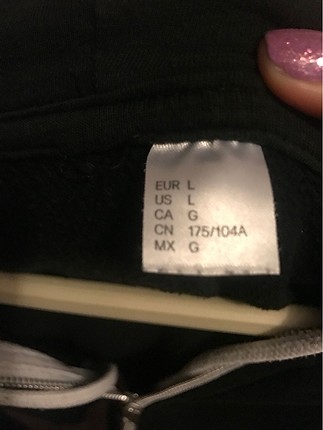 EUR L
US L
CA G
CN 175/104A
MX G